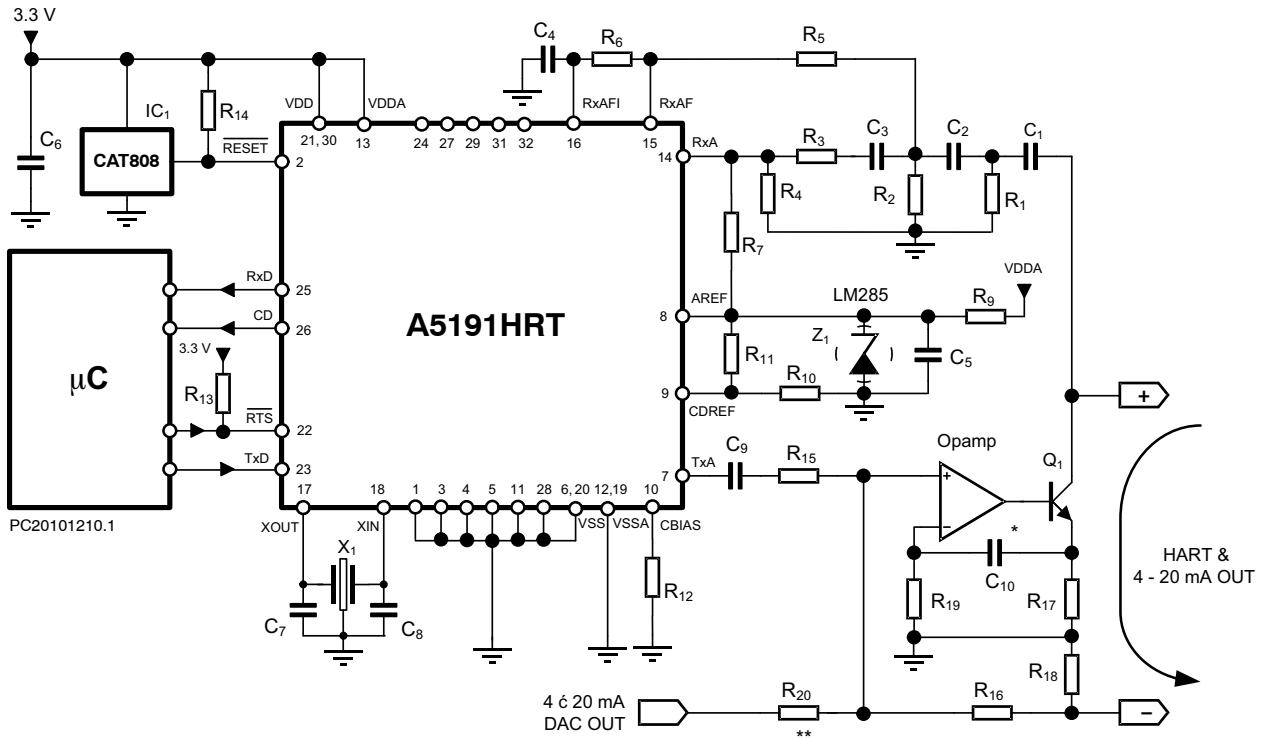 3.3 V
C4
R6
R5
IC1
R14
VDD
VDDA
RxAFI
RxAF
C6
CAT808
RESET
21, 30
13
24
27
29
31
32
16
15
RxA
14
2
R3
C3
C2
C1
R4
R2
R1
R7
RxD
25
CD
26
µC
3.3 V
R13
RTS
22
TxD
23
A5191HRT
AREF
8
LM285
VDDA
R9
Z1
( )
C5
R11
R10
9
CDREF
TxA
7
C9
R15
Opamp
+
−
Q1
+
17
18
1
3
4
5
11
28
6, 20
12,19
10
XOUT
XIN
VSS
VSSA
CBIAS
PC20101210.1
X1
C7
C8
R12
*
C10
R19
R17
R18
HART &
4 - 20 mA OUT
4 ć 20 mA
DAC OUT
R20
**
R16
−